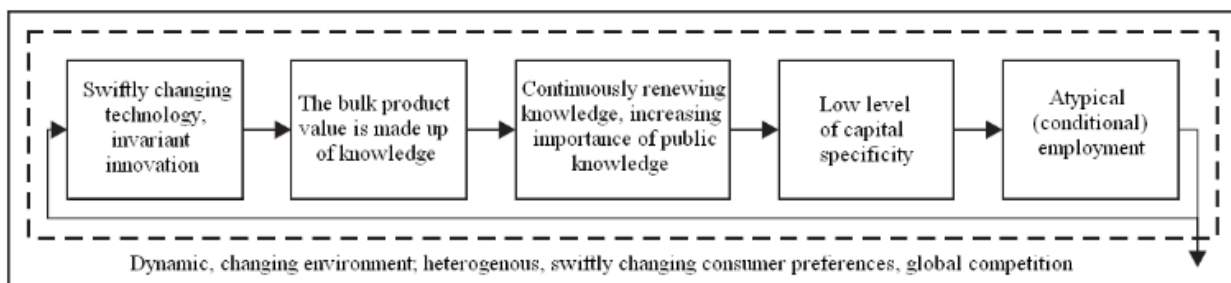 Swiftly changing
technology,
invariant
innovation
The bulk product
value is made up
of knowledge
Continuously renewing
knowledge, increasing
importance of public
knowledge
Low level
of capital
specificity
Atypical
(conditional)
employment
Dynamic, changing environment; heterogenous, swiftly changing consumer preferences, global competition